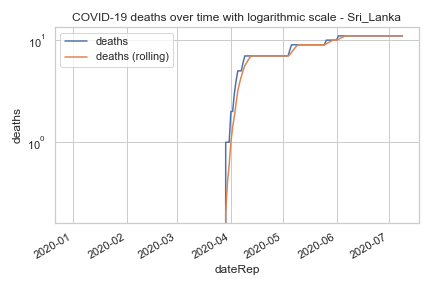 COVID-19 deaths over time with logarithmic scale - Sri_Lanka
deaths
deaths (rolling)
10¹
10⁰
deaths
2020-01
2020-02
2020-03
2020-04
2020-05
2020-06
2020-07
dateRep